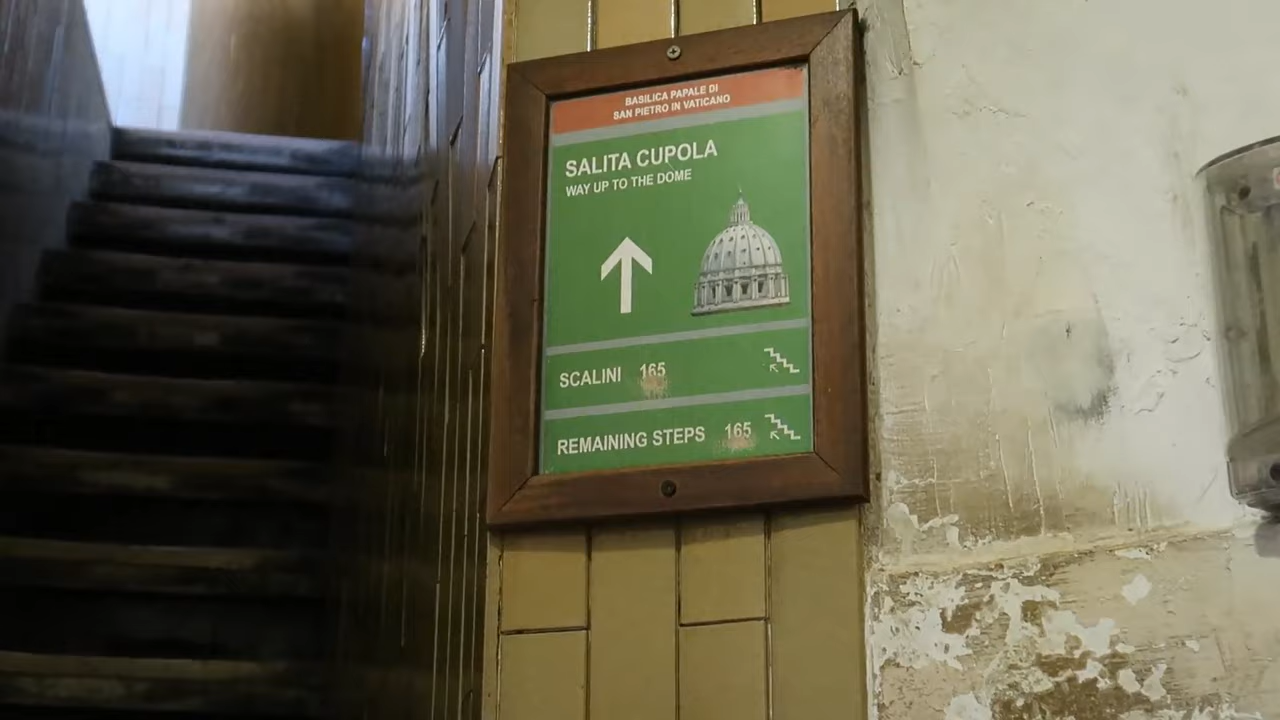 BASILICA PAPALE DI
SAN PIETRO IN VATICANO
SALITA CUPOLA
WAY UP TO THE DOME
SCALINI 165
REMAINING STEPS 165